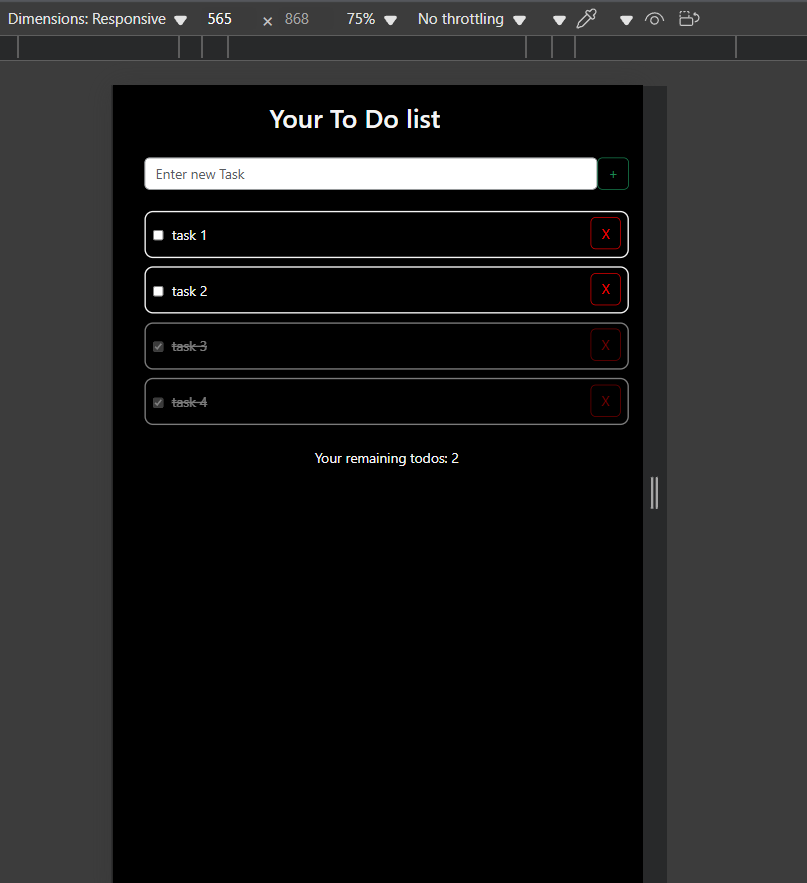 Dimensions: Responsive 565 × 868 75% No throttling
Your To Do list
Enter new Task +
task 1 X
task 2 X
task 3 X
task 4 X
Your remaining todos: 2